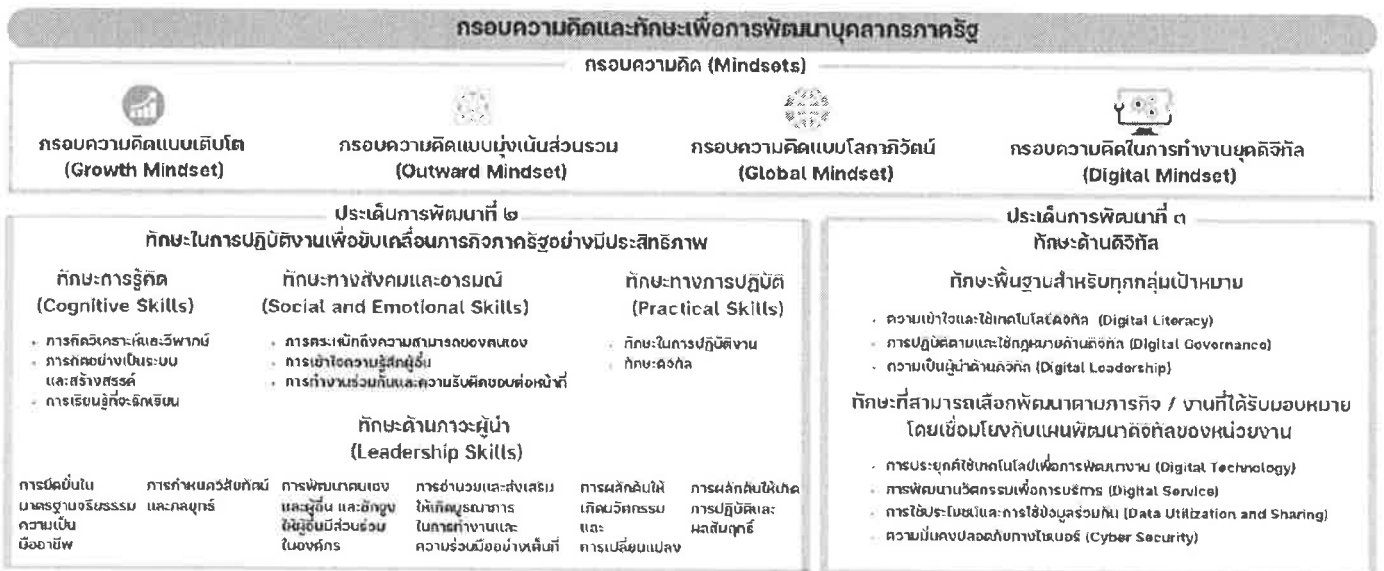 กรอบความคิดและทักษะเพื่อการพัฒนาบุคลากรภาครัฐ
กรอบความคิด (Mindsets)
กรอบความคิดแบบเติบโต
(Growth Mindset)
กรอบความคิดแบบมุ่งเน้นส่วนรวม
(Outward Mindset)
กรอบความคิดแบบโลกาภิวัตน์
(Global Mindset)
กรอบความคิดในการทำงานยุคดิจิทัล
(Digital Mindset)
ประเด็นการพัฒนาที่ ๒
ทักษะในการปฏิบัติงานเพื่อขับเคลื่อนภารกิจภาครัฐอย่างมีประสิทธิภาพ
ทักษะการรู้คิด
(Cognitive Skills)
- การคิดวิเคราะห์และวิพากษ์
- การคิดอย่างเป็นระบบ
และสร้างสรรค์
- การเรียนรู้ที่จะฝึกเรียน
ทักษะทางสังคมและอารมณ์
(Social and Emotional Skills)
- การตระหนักถึงความสามารถของตนเอง
- การเข้าใจความรู้สึกผู้อื่น
- การทำงานร่วมกันและความรับผิดชอบต่อหน้าที่
ทักษะทางการปฏิบัติ
(Practical Skills)
- ทักษะในการปฏิบัติงาน
- ทักษะดิจิทัล
ทักษะด้านภาวะผู้นำ
(Leadership Skills)
การยึดมั่นใน
มาตรฐานจริยธรรม
ความเป็น
มืออาชีพ
การกำหนดวิสัยทัศน์
และกลยุทธ์
การพัฒนาตนเอง
และผู้อื่น และชักจูง
ให้ผู้อื่นมีส่วนร่วม
ในองค์กร
การอำนวยและส่งเสริม
ให้เกิดบูรณาการ
ในการทำงานและ
ความร่วมมืออย่างเต็มที่
การผลักดันให้
เกิดนวัตกรรม
และ
การเปลี่ยนแปลง
การผลักดันให้เกิด
การปฏิบัติและ
ผลสัมฤทธิ์
ประเด็นการพัฒนาที่ ๓
ทักษะด้านดิจิทัล
ทักษะพื้นฐานสำหรับทุกกลุ่มเป้าหมาย
- ความเข้าใจและใช้เทคโนโลยีดิจิทัล (Digital Literacy)
- การปฏิบัติตามและใช้กฎหมายด้านดิจิทัล (Digital Governance)
- ความเป็นผู้นำด้านดิจิทัล (Digital Leadership)
ทักษะที่สามารถเลือกพัฒนาตามภารกิจ / งานที่ได้รับมอบหมาย
โดยเชื่อมโยงกับแผนพัฒนาดิจิทัลของหน่วยงาน
- การประยุกต์ใช้เทคโนโลยีเพื่อการพัฒนางาน (Digital Technology)
- การพัฒนานวัตกรรมเพื่อการบริการ (Digital Service)
- การใช้ประโยชน์และการใช้ข้อมูลร่วมกัน (Data Utilization and Sharing)
- ความมั่นคงปลอดภัยทางไซเบอร์ (Cyber Security)